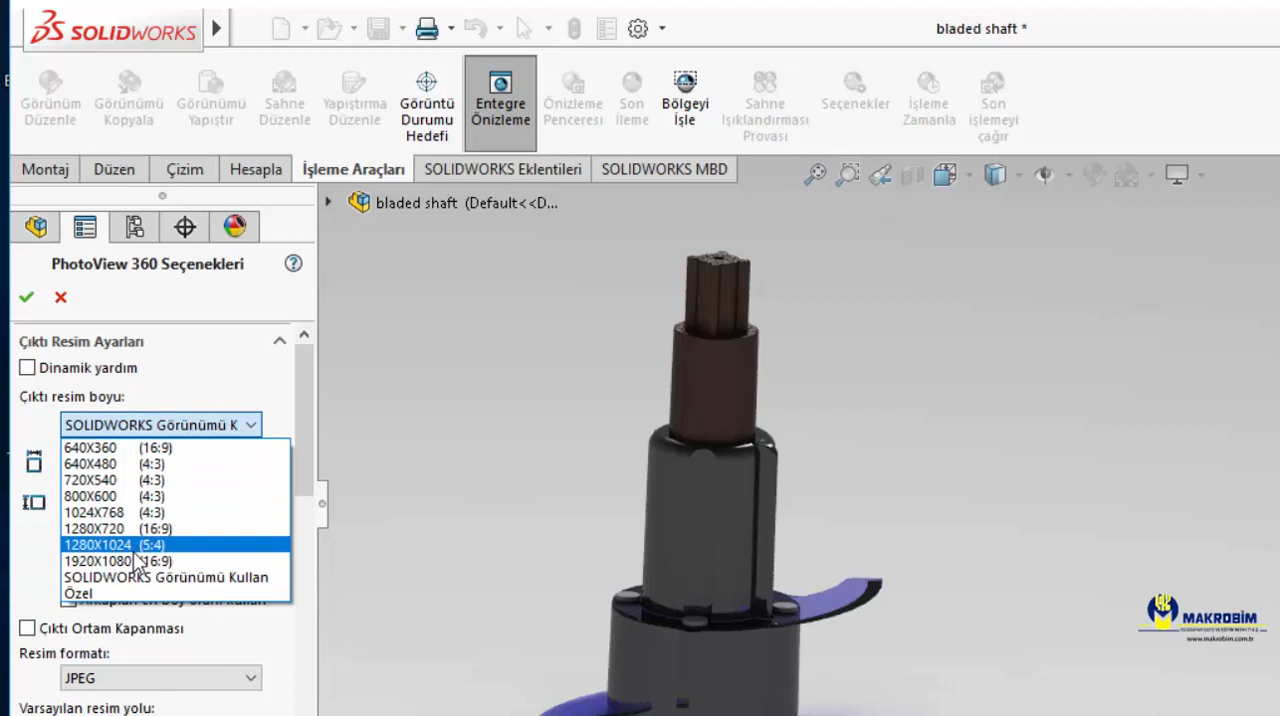 SOLIDWORKS
bladed shaft *
Görünüm Düzenle
Görünümü Kopyala
Görünümü Yapıştır
Sahne Düzenle
Yapıştırma Düzenle
Görüntü Durumu Hedefi
Entegre Önizleme
Önizleme Penceresi
Son İleme
Bölgeyi İşle
Sahne Işıklandırması Provası
Seçenekler
İşleme Zamanla
Son işlemeyi çağır
Montaj
Düzen
Çizim
Hesapla
İşleme Araçları
SOLIDWORKS Eklentileri
SOLIDWORKS MBD
bladed shaft (Default<<D...
PhotoView 360 Seçenekleri
Çıktı Resim Ayarları
Dinamik yardım
Çıktı resim boyu:
SOLIDWORKS Görünümü K
640X360 (16:9)
640X480 (4:3)
720X540 (4:3)
800X600 (4:3)
1024X768 (4:3)
1280X720 (16:9)
1280X1024 (5:4)
1920X1080 (16:9)
SOLIDWORKS Görünümü Kullan
Özel
Çıktı Ortam Kapanması
Resim formatı:
JPEG
Varsayılan resim yolu:
MAKROBİM
www.makrobim.com.tr